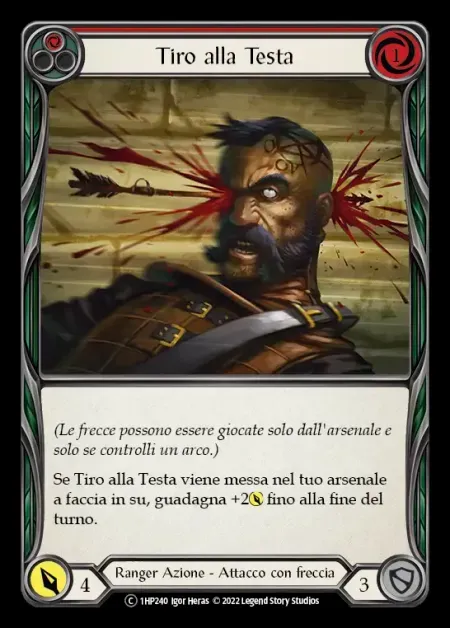 Tiro alla Testa
1
(Le frecce possono essere giocate solo dall'arsenale e
solo se controlli un arco.)
Se Tiro alla Testa viene messa nel tuo arsenale
a faccia in su, guadagna +2 fino alla fine del
turno.
4
Ranger Azione - Attacco con freccia
3
C 1HP240 Igor Heras © 2022 Legend Story Studios